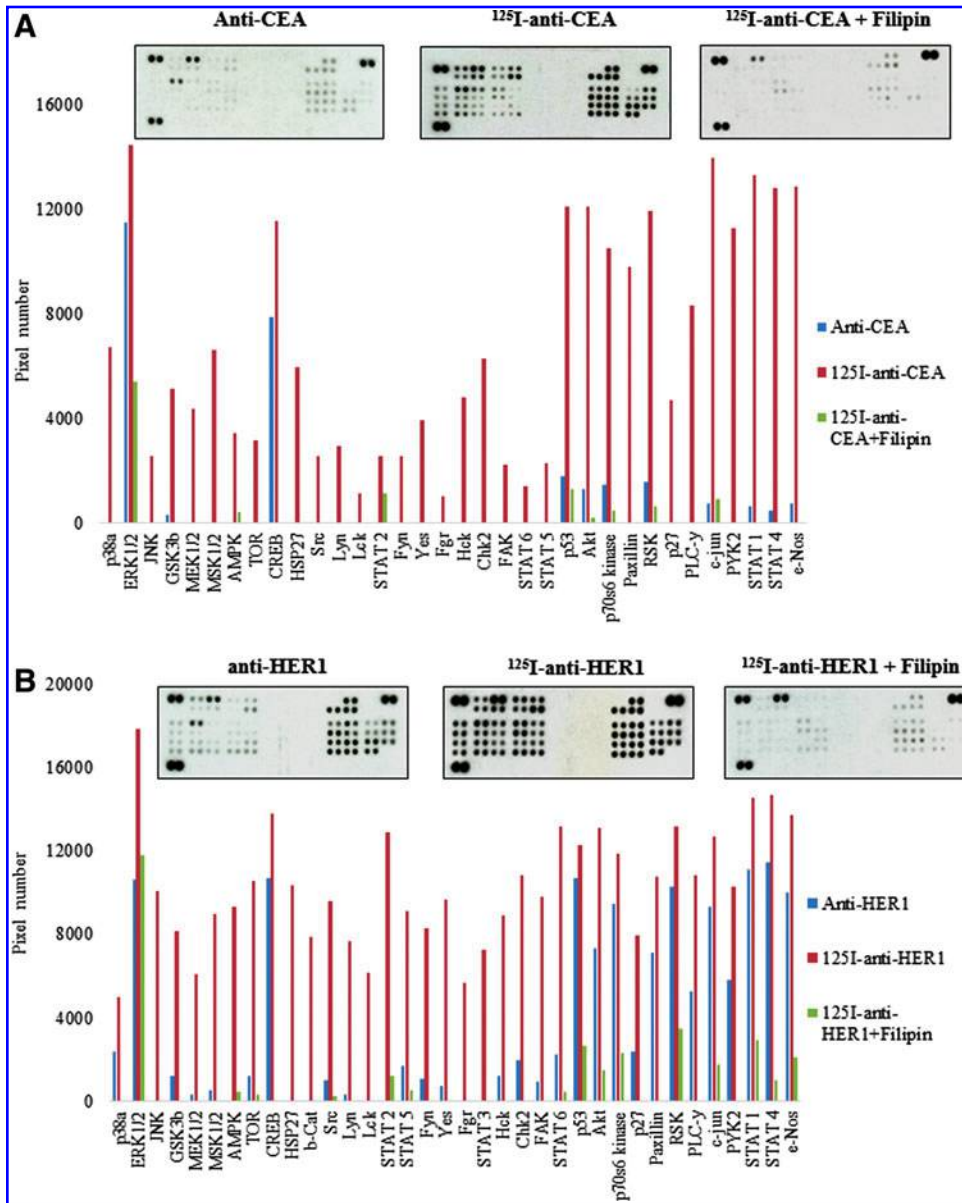 A
Anti-CEA
¹²⁵I-anti-CEA
¹²⁵I-anti-CEA + Filipin
16000
12000
8000
4000
0
Pixel number
Anti-CEA
125I-anti-CEA
125I-anti-
CEA+Filipin
p38a
ERK1/2
JNK
GSK3b
MEK1/2
MSK1/2
AMPK
TOR
CREB
HSP27
Src
Lyn
Lck
STAT 2
Fyn
Yes
Fgr
Hck
Chk2
FAK
STAT 6
STAT 5
p53
Akt
p70s6 kinase
Paxillin
RSK
p27
PLC-y
c-jun
PYK2
STAT 1
STAT 4
e-Nos
B
anti-HER1
¹²⁵I-anti-HER1
¹²⁵I-anti-HER1 + Filipin
20000
16000
12000
8000
4000
0
Pixel number
Anti-HER1
125I-anti-HER1
125I-anti-
HER1+Filipin
p38a
ERK1/2
JNK
GSK3b
MEK1/2
MSK1/2
AMPK
TOR
CREB
HSP27
b-Cat
Src
Lyn
Lck
STAT 2
STAT 5
Fyn
Yes
Fgr
STAT 3
Hck
Chk2
FAK
STAT 6
p53
Akt
p70s6 kinase
p27
Paxillin
RSK
PLC-y
c-jun
PYK2
STAT 1
STAT 4
e-Nos